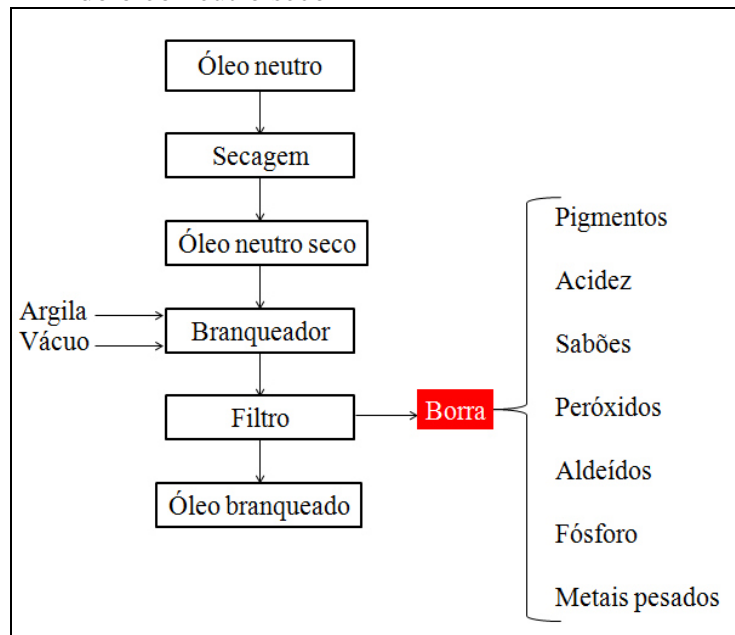 Óleo neutro
Secagem
Óleo neutro seco
Argila
Vácuo
Branqueador
Filtro
Borra
Óleo branqueado
Pigmentos
Acidez
Sabões
Peróxidos
Aldeídos
Fósforo
Metais pesados